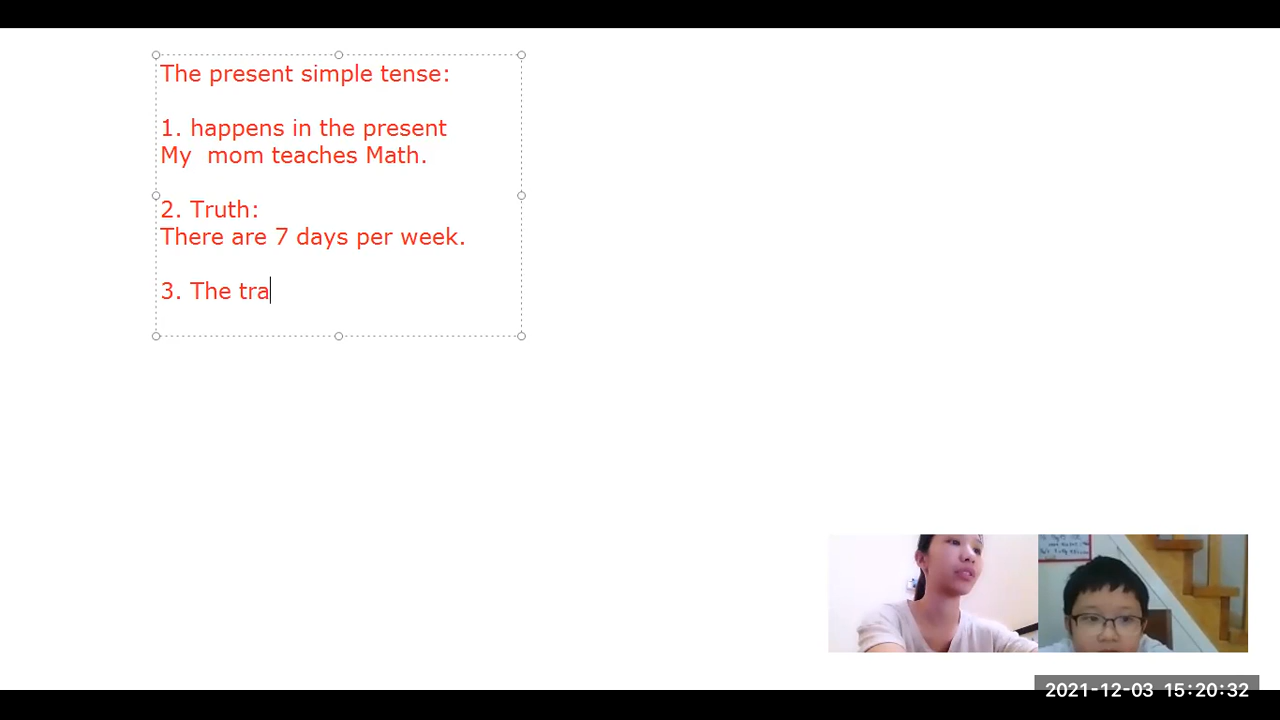 The present simple tense:
1. happens in the present
My  mom teaches Math.
2. Truth:
There are 7 days per week.
3. The tra
2021-12-03 15:20:32